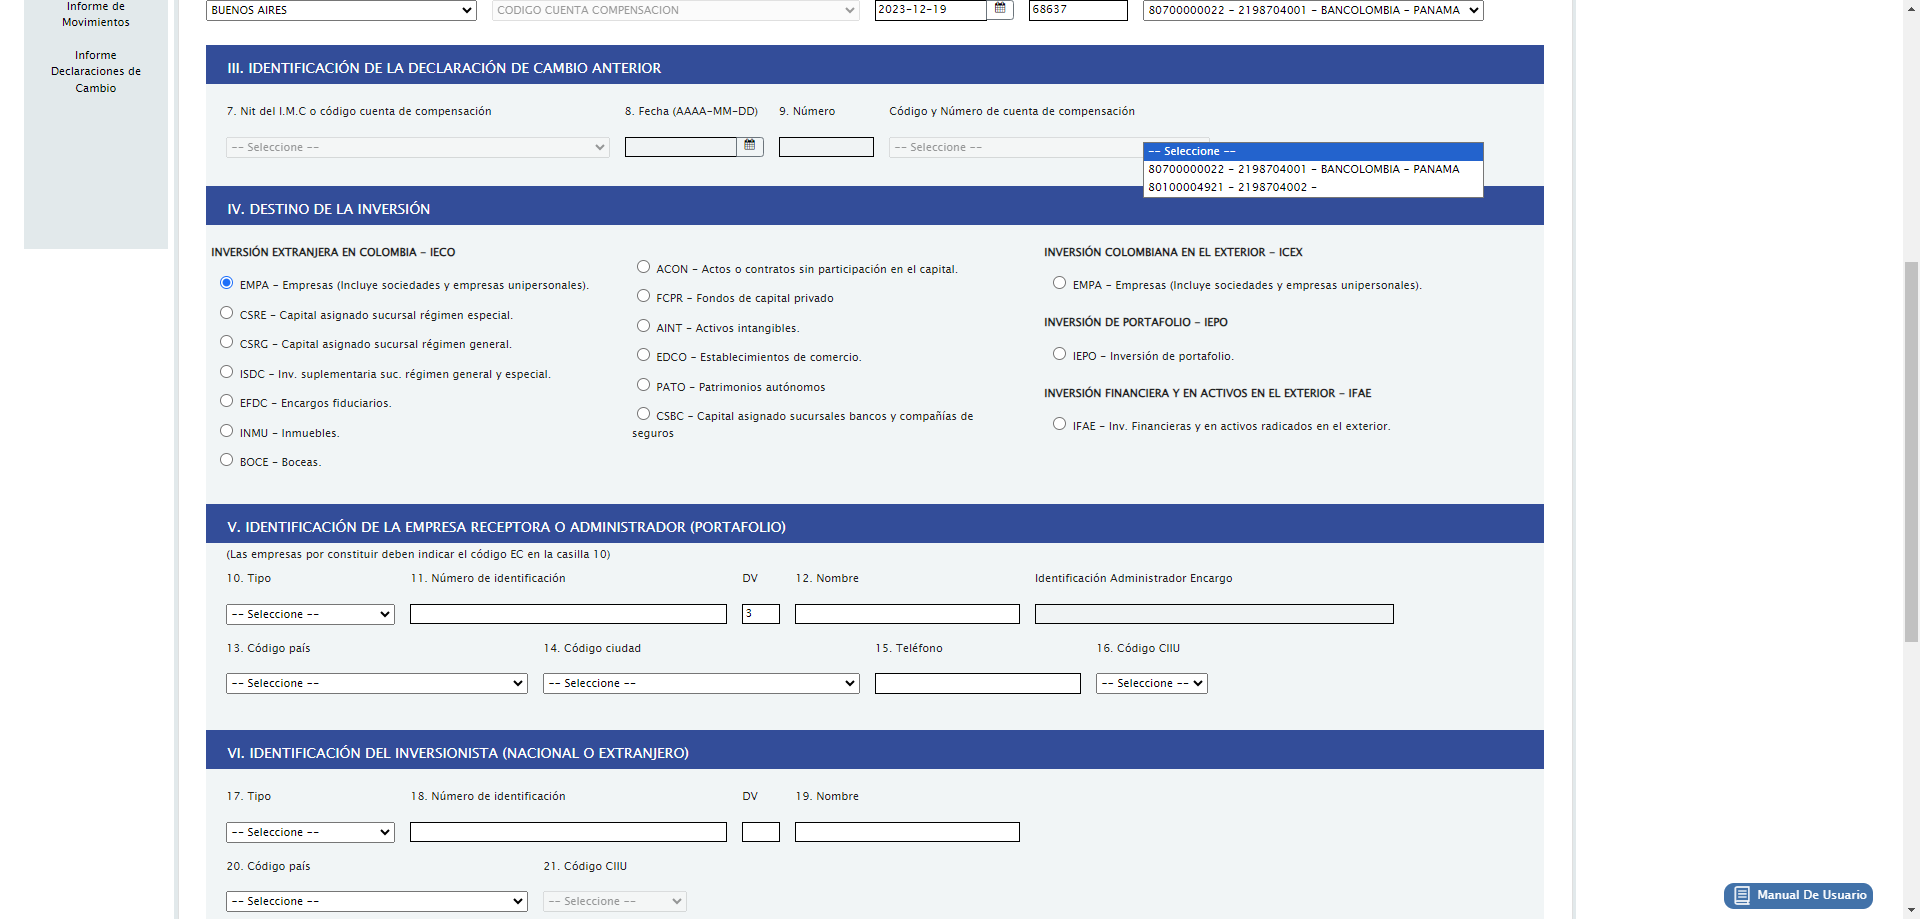 Informe de
Movimientos
Informe
Declaraciones de
Cambio
BUENOS AIRES
CODIGO CUENTA COMPENSACION
2023-12-19
68637
80700000022 - 2198704001 - BANCOLOMBIA - PANAMA
III. IDENTIFICACIÓN DE LA DECLARACIÓN DE CAMBIO ANTERIOR
7. Nit del I.M.C o código cuenta de compensación
8. Fecha (AAAA-MM-DD)
9. Número
Código y Número de cuenta de compensación
-- Seleccione --
-- Seleccione --
-- Seleccione --
80700000022 - 2198704001 - BANCOLOMBIA - PANAMA
80100004921 - 2198704002 -
IV. DESTINO DE LA INVERSIÓN
INVERSIÓN EXTRANJERA EN COLOMBIA - IECO
EMPA - Empresas (Incluye sociedades y empresas unipersonales).
CSRE - Capital asignado sucursal régimen especial.
CSRG - Capital asignado sucursal régimen general.
ISDC - Inv. suplementaria suc. régimen general y especial.
EFDC - Encargos fiduciarios.
INMU - Inmuebles.
BOCE - Boceas.
ACON - Actos o contratos sin participación en el capital.
FCPR - Fondos de capital privado
AINT - Activos intangibles.
EDCO - Establecimientos de comercio.
PATO - Patrimonios autónomos
CSBC - Capital asignado sucursales bancos y compañías de
seguros
INVERSIÓN COLOMBIANA EN EL EXTERIOR - ICEX
EMPA - Empresas (Incluye sociedades y empresas unipersonales).
INVERSIÓN DE PORTAFOLIO - IEPO
IEPO - Inversión de portafolio.
INVERSIÓN FINANCIERA Y EN ACTIVOS EN EL EXTERIOR - IFAE
IFAE - Inv. Financieras y en activos radicados en el exterior.
V. IDENTIFICACIÓN DE LA EMPRESA RECEPTORA O ADMINISTRADOR (PORTAFOLIO)
(Las empresas por constituir deben indicar el código EC en la casilla 10)
10. Tipo
11. Número de identificación
DV
12. Nombre
Identificación Administrador Encargo
-- Seleccione --
3
13. Código país
14. Código ciudad
15. Teléfono
16. Código CIIU
-- Seleccione --
-- Seleccione --
-- Seleccione --
VI. IDENTIFICACIÓN DEL INVERSIONISTA (NACIONAL O EXTRANJERO)
17. Tipo
18. Número de identificación
DV
19. Nombre
-- Seleccione --
20. Código país
21. Código CIIU
-- Seleccione --
-- Seleccione --
Manual De Usuario